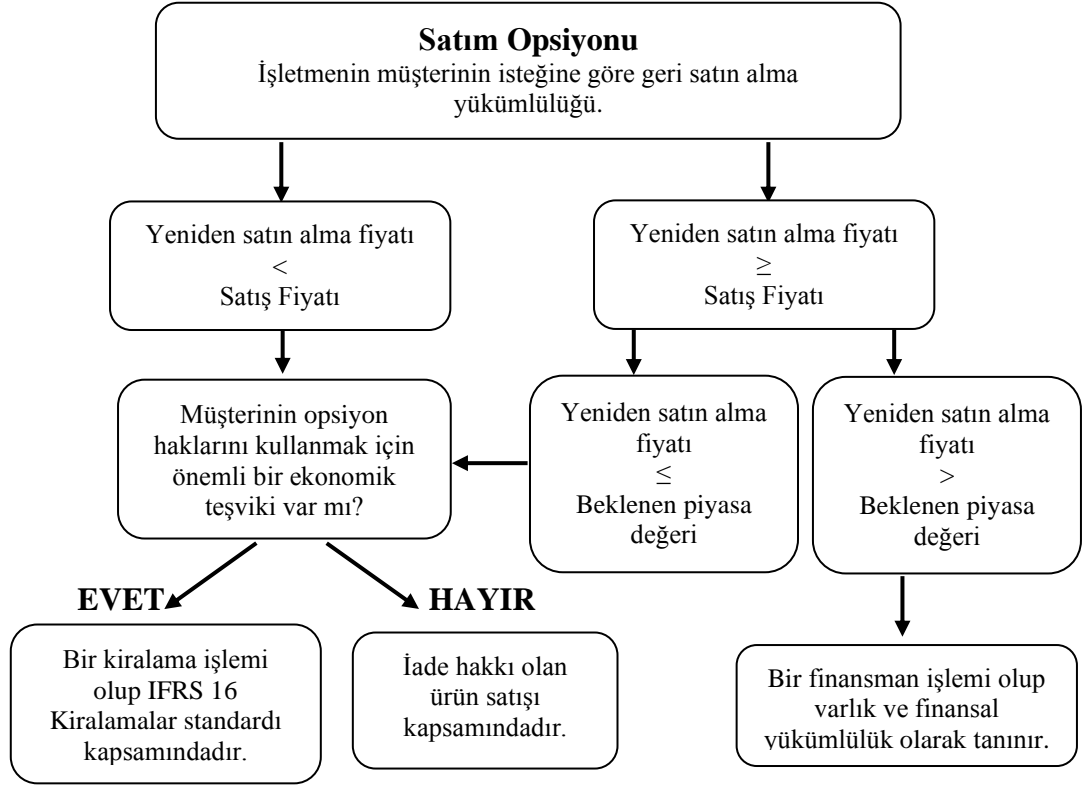 Satım Opsiyonu
İşletmenin müşterinin isteğine göre geri satın alma
yükümlülüğü.
Yeniden satın alma fiyatı
<
Satış Fiyatı
Yeniden satın alma fiyatı
≥
Satış Fiyatı
Müşterinin opsiyon
haklarını kullanmak için
önemli bir ekonomik
teşviki var mı?
Yeniden satın alma
fiyatı
≤
Beklenen piyasa
değeri
Yeniden satın alma
fiyatı
>
Beklenen piyasa
değeri
EVET
HAYIR
Bir kiralama işlemi
olup IFRS 16
Kiralamalar standardı
kapsamındadır.
İade hakkı olan
ürün satışı
kapsamındadır.
Bir finansman işlemi olup
varlık ve finansal
yükümlülük olarak tanınır.